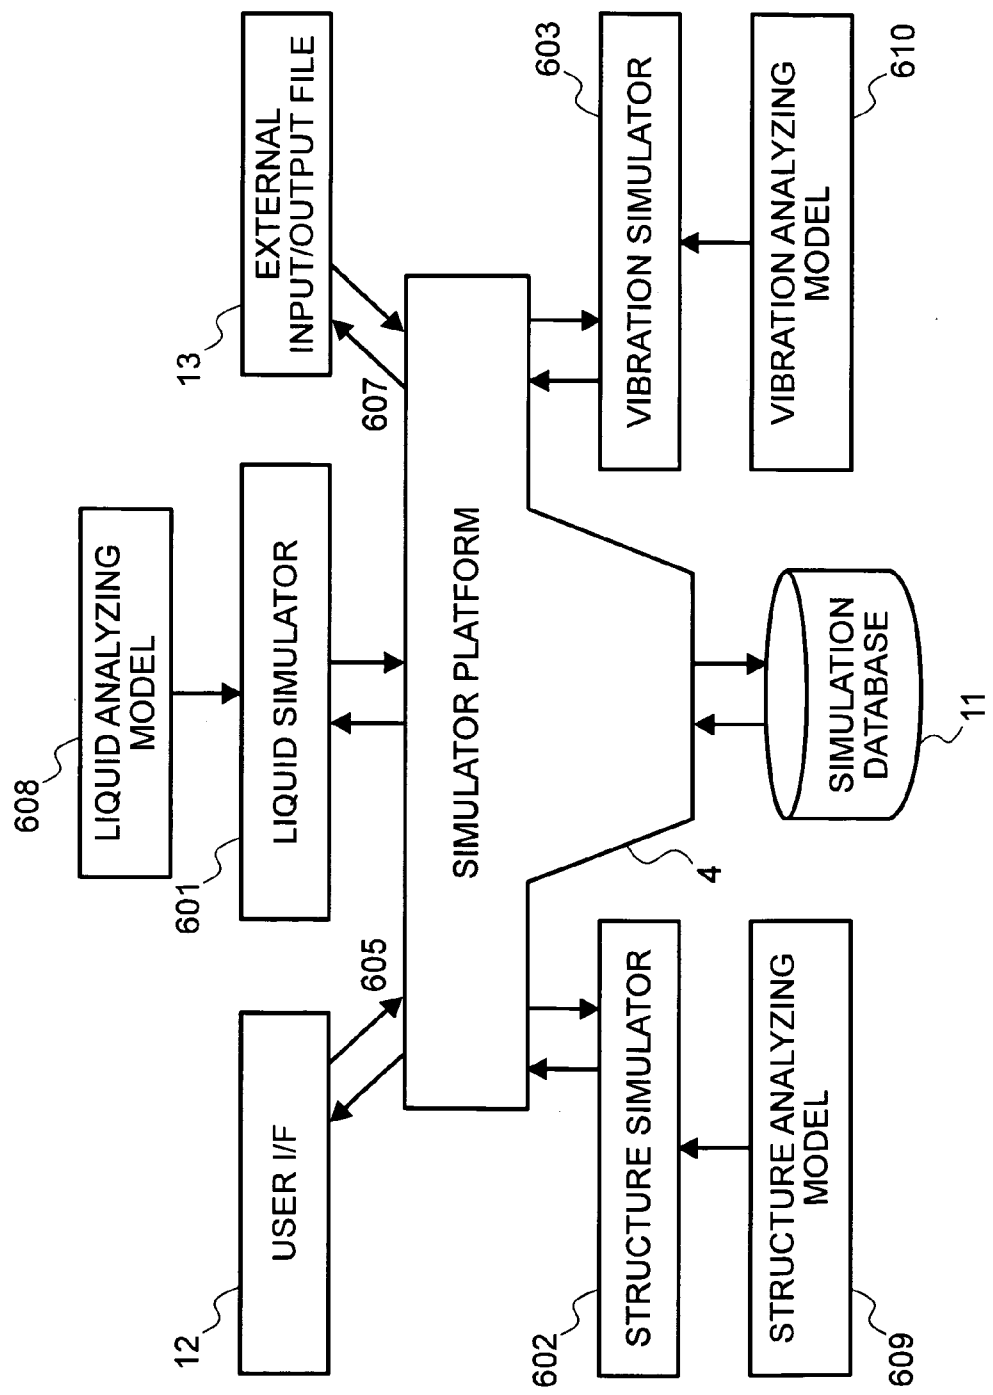 608
LIQUID ANALYZING
MODEL
12
USER I/F
601
LIQUID SIMULATOR
13
EXTERNAL
INPUT/OUTPUT FILE
605
607
SIMULATOR PLATFORM
4
602
STRUCTURE SIMULATOR
603
VIBRATION SIMULATOR
609
STRUCTURE ANALYZING
MODEL
SIMULATION
DATABASE
11
VIBRATION ANALYZING
MODEL
610